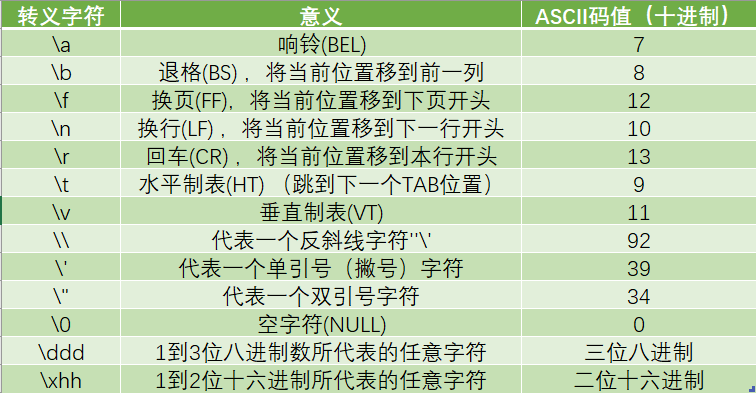 转义字符 意义 ASCII码值（十进制）
\a 响铃(BEL) 7
\b 退格(BS) ，将当前位置移到前一列 8
\f 换页(FF)，将当前位置移到下页开头 12
\n 换行(LF) ，将当前位置移到下一行开头 10
\r 回车(CR) ，将当前位置移到本行开头 13
\t 水平制表(HT) （跳到下一个TAB位置） 9
\v 垂直制表(VT) 11
\\ 代表一个反斜线字符''\' 92
\' 代表一个单引号（撇号）字符 39
\" 代表一个双引号字符 34
\0 空字符(NULL) 0
\ddd 1到3位八进制数所代表的任意字符 三位八进制
\xhh 1到2位十六进制所代表的任意字符 二位十六进制